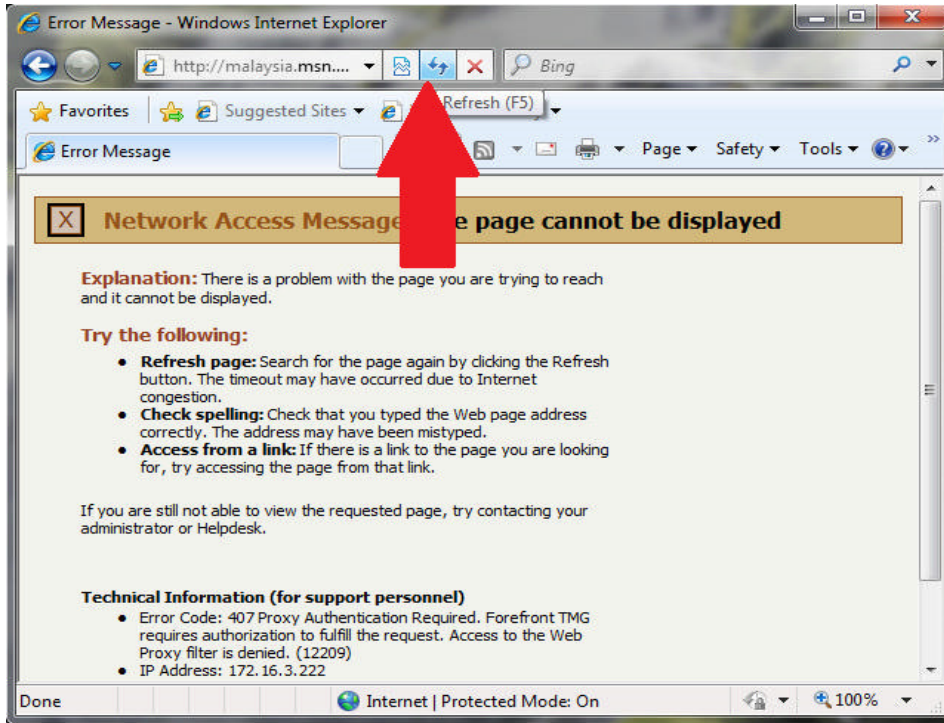 Error Message - Windows Internet Explorer
http://malaysia.msn....
Bing
Refresh (F5)
Favorites
Suggested Sites
Error Message
Page
Safety
Tools
X Network Access Message page cannot be displayed
Explanation: There is a problem with the page you are trying to reach
and it cannot be displayed.
Try the following:
• Refresh page: Search for the page again by clicking the Refresh
button. The timeout may have occurred due to Internet
congestion.
• Check spelling: Check that you typed the Web page address
correctly. The address may have been mistyped.
• Access from a link: If there is a link to the page you are looking
for, try accessing the page from that link.
If you are still not able to view the requested page, try contacting your
administrator or Helpdesk.
Technical Information (for support personnel)
• Error Code: 407 Proxy Authentication Required. Forefront TMG
requires authorization to fulfill the request. Access to the Web
Proxy filter is denied. (12209)
• IP Address: 172.16.3.222
Done
Internet | Protected Mode: On
100%